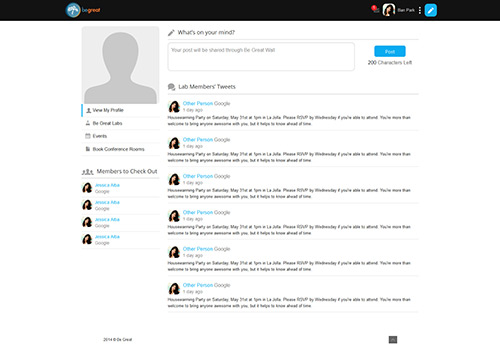 begreat
Ban Park
What's on your mind?
Your post will be shared through Be Great Wall
Post
200 Characters Left
View My Profile
Be Great Labs
Events
Book Conference Rooms
Members to Check Out
Jessica Alba
Google
Jessica Alba
Google
Jessica Alba
Google
Jessica Alba
Google
Lab Members' Tweets
Other Person Google
1 day ago
Housewarming Party on Saturday, May 31st at 1pm in La Jolla. Please RSVP by Wednesday if you're able to attend. You're more than
welcome to bring anyone awesome with you, but it helps to know ahead of time.
Other Person Google
1 day ago
Housewarming Party on Saturday, May 31st at 1pm in La Jolla. Please RSVP by Wednesday if you're able to attend. You're more than
welcome to bring anyone awesome with you, but it helps to know ahead of time.
Other Person Google
1 day ago
Housewarming Party on Saturday, May 31st at 1pm in La Jolla. Please RSVP by Wednesday if you're able to attend. You're more than
welcome to bring anyone awesome with you, but it helps to know ahead of time.
Other Person Google
1 day ago
Housewarming Party on Saturday, May 31st at 1pm in La Jolla. Please RSVP by Wednesday if you're able to attend. You're more than
welcome to bring anyone awesome with you, but it helps to know ahead of time.
Other Person Google
1 day ago
Housewarming Party on Saturday, May 31st at 1pm in La Jolla. Please RSVP by Wednesday if you're able to attend. You're more than
welcome to bring anyone awesome with you, but it helps to know ahead of time.
Other Person Google
1 day ago
Housewarming Party on Saturday, May 31st at 1pm in La Jolla. Please RSVP by Wednesday if you're able to attend. You're more than
welcome to bring anyone awesome with you, but it helps to know ahead of time.
2014 © Be Great